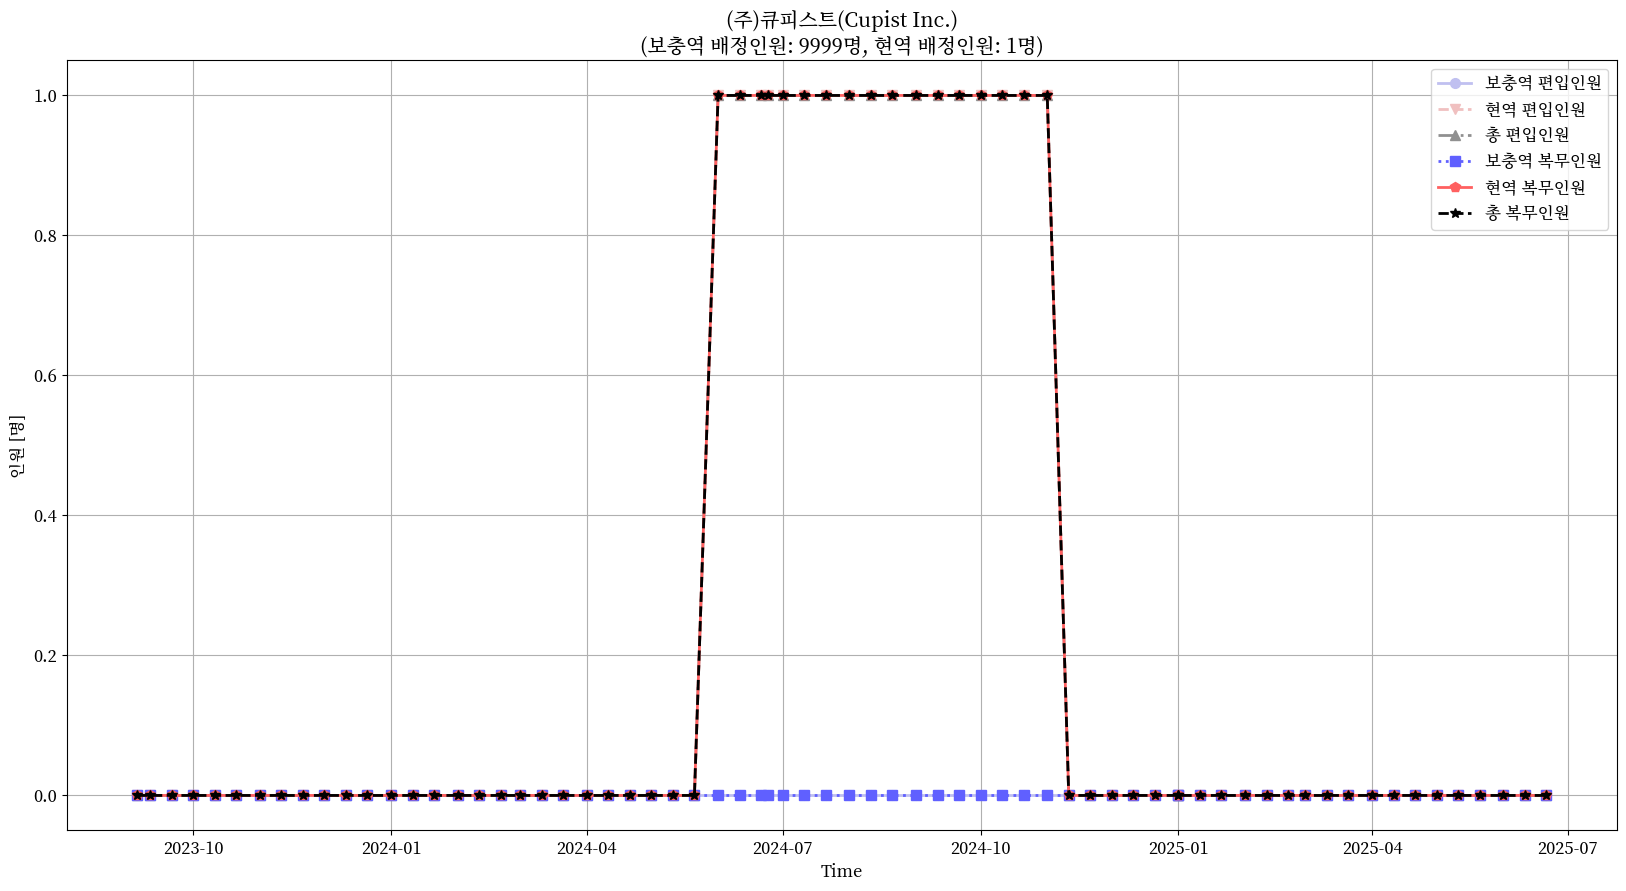 (주)큐피스트(Cupist Inc.)
(보충역 배정인원: 9999명, 현역 배정인원: 1명)
보충역 편입인원
현역 편입인원
총 편입인원
보충역 복무인원
현역 복무인원
총 복무인원
인원 [명]
1.0
0.8
0.6
0.4
0.2
0.0
2023-10
2024-01
2024-04
2024-07
2024-10
2025-01
2025-04
2025-07
Time